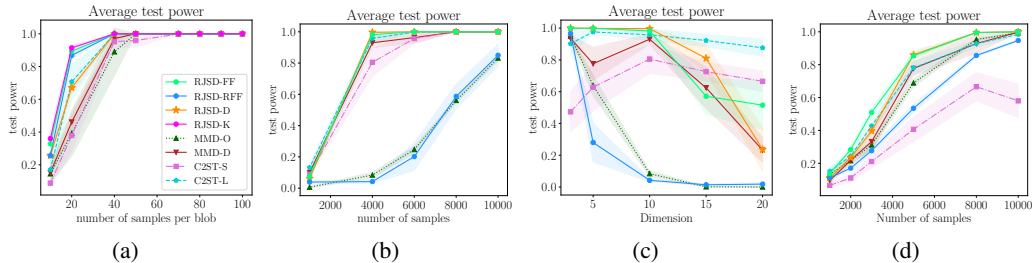 Average test power
test power
1.0
0.8
0.6
0.4
0.2
20 40 60 80 100
number of samples per blob
RJSD-FF
RJSD-RFF
RJSD-D
RJSD-K
MMD-O
MMD-D
C2ST-S
C2ST-L
(a)
Average test power
test power
1.0
0.8
0.6
0.4
0.2
0.0
2000 4000 6000 8000 10000
number of samples
(b)
Average test power
test power
1.0
0.8
0.6
0.4
0.2
0.0
5 10 15 20
Dimension
(c)
Average test power
test power
1.0
0.8
0.6
0.4
0.2
0.0
2000 4000 6000 8000 10000
Number of samples
(d)